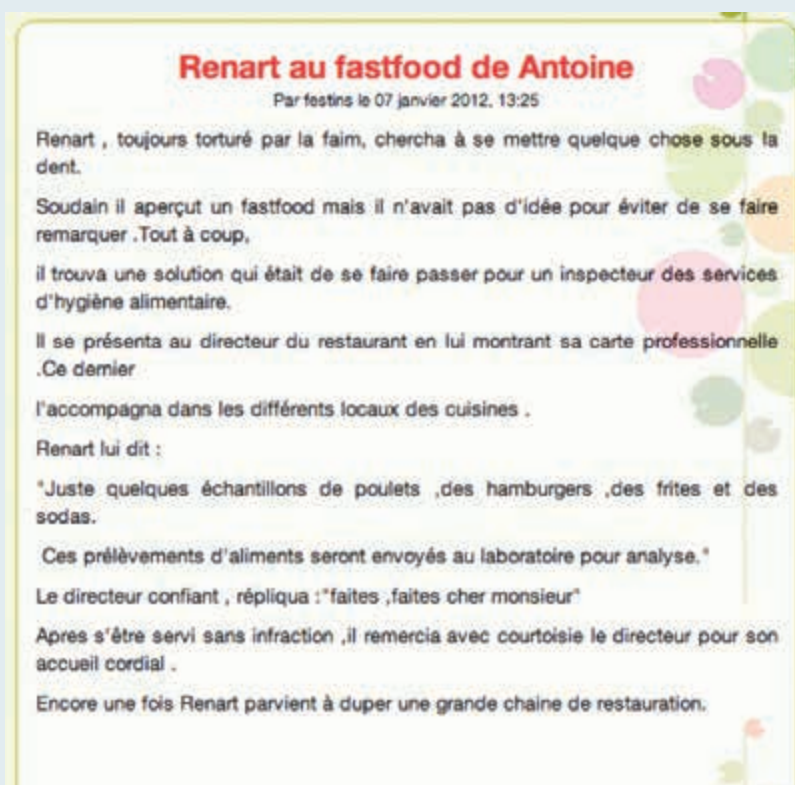 Renart au fastfood de Antoine
Par festins le 07 janvier 2012, 13:25
Renart , toujours torturé par la faim, chercha à se mettre quelque chose sous la
dent.
Soudain il aperçut un fastfood mais il n'avait pas d'idée pour éviter de se faire
remarquer .Tout à coup,
il trouva une solution qui était de se faire passer pour un inspecteur des services
d'hygiène alimentaire.
Il se présenta au directeur du restaurant en lui montrant sa carte professionnelle
.Ce dernier
l'accompagna dans les différents locaux des cuisines .
Renart lui dit :
"Juste quelques échantillons de poulets ,des hamburgers ,des frites et des
sodas.
Ces prélèvements d'aliments seront envoyés au laboratoire pour analyse."
Le directeur confiant , répliqua :"faites ,faites cher monsieur"
Apres s'être servi sans infraction ,il remercia avec courtoisie le directeur pour son
accueil cordial .
Encore une fois Renart parvient à duper une grande chaine de restauration.